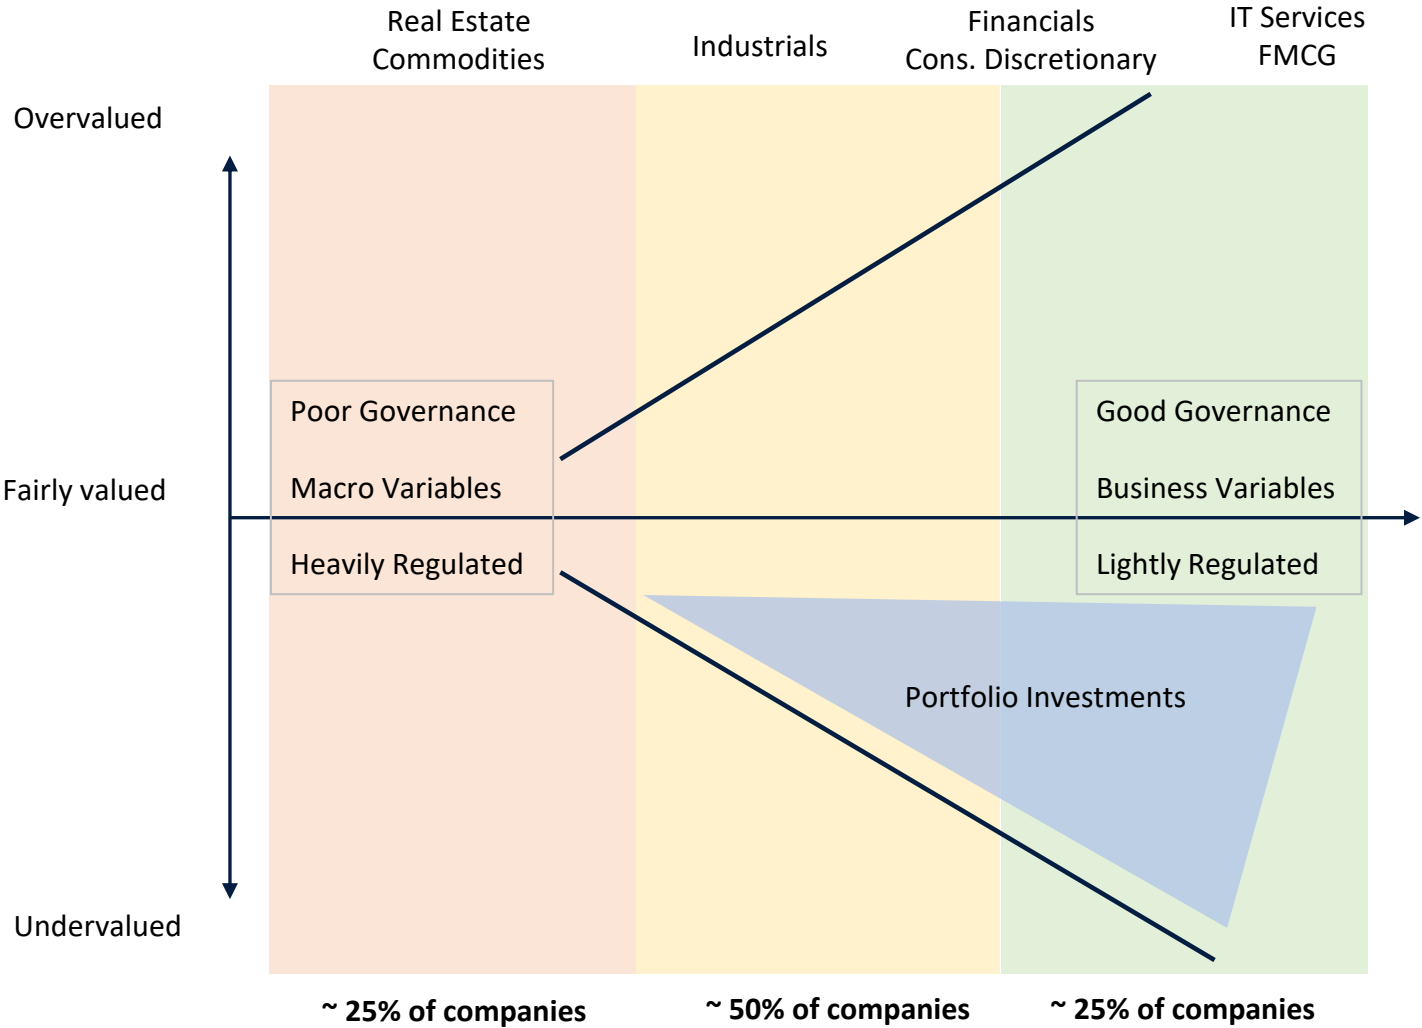 Real Estate
Commodities
Industrials
Financials
Cons. Discretionary
IT Services
FMCG
Overvalued
Poor Governance
Good Governance
Fairly valued
Macro Variables
Business Variables
Heavily Regulated
Lightly Regulated
Portfolio Investments
Undervalued
~ 25% of companies
~ 50% of companies
~ 25% of companies